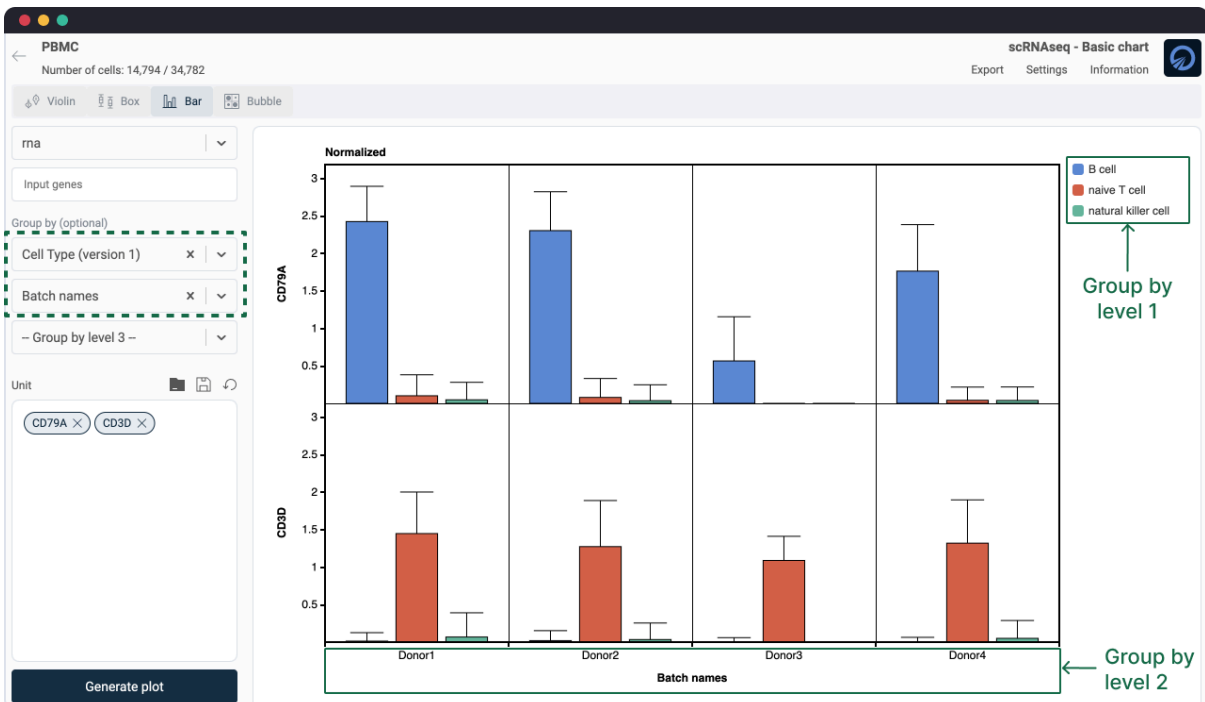 PBMC
Number of cells: 14,794 / 34,782
scRNAseq - Basic chart
Export Settings Information
Violin Box Bar Bubble
rna
Input genes
Group by (optional)
Cell Type (version 1)
Batch names
-- Group by level 3 --
Unit
CD79A CD3D
Generate plot
Normalized
CD79A
3
2.5
2
1.5
1
0.5
CD3D
3
2.5
2
1.5
1
0.5
Donor1 Donor2 Donor3 Donor4
Batch names
B cell
naive T cell
natural killer cell
Group by
level 1
Group by
level 2